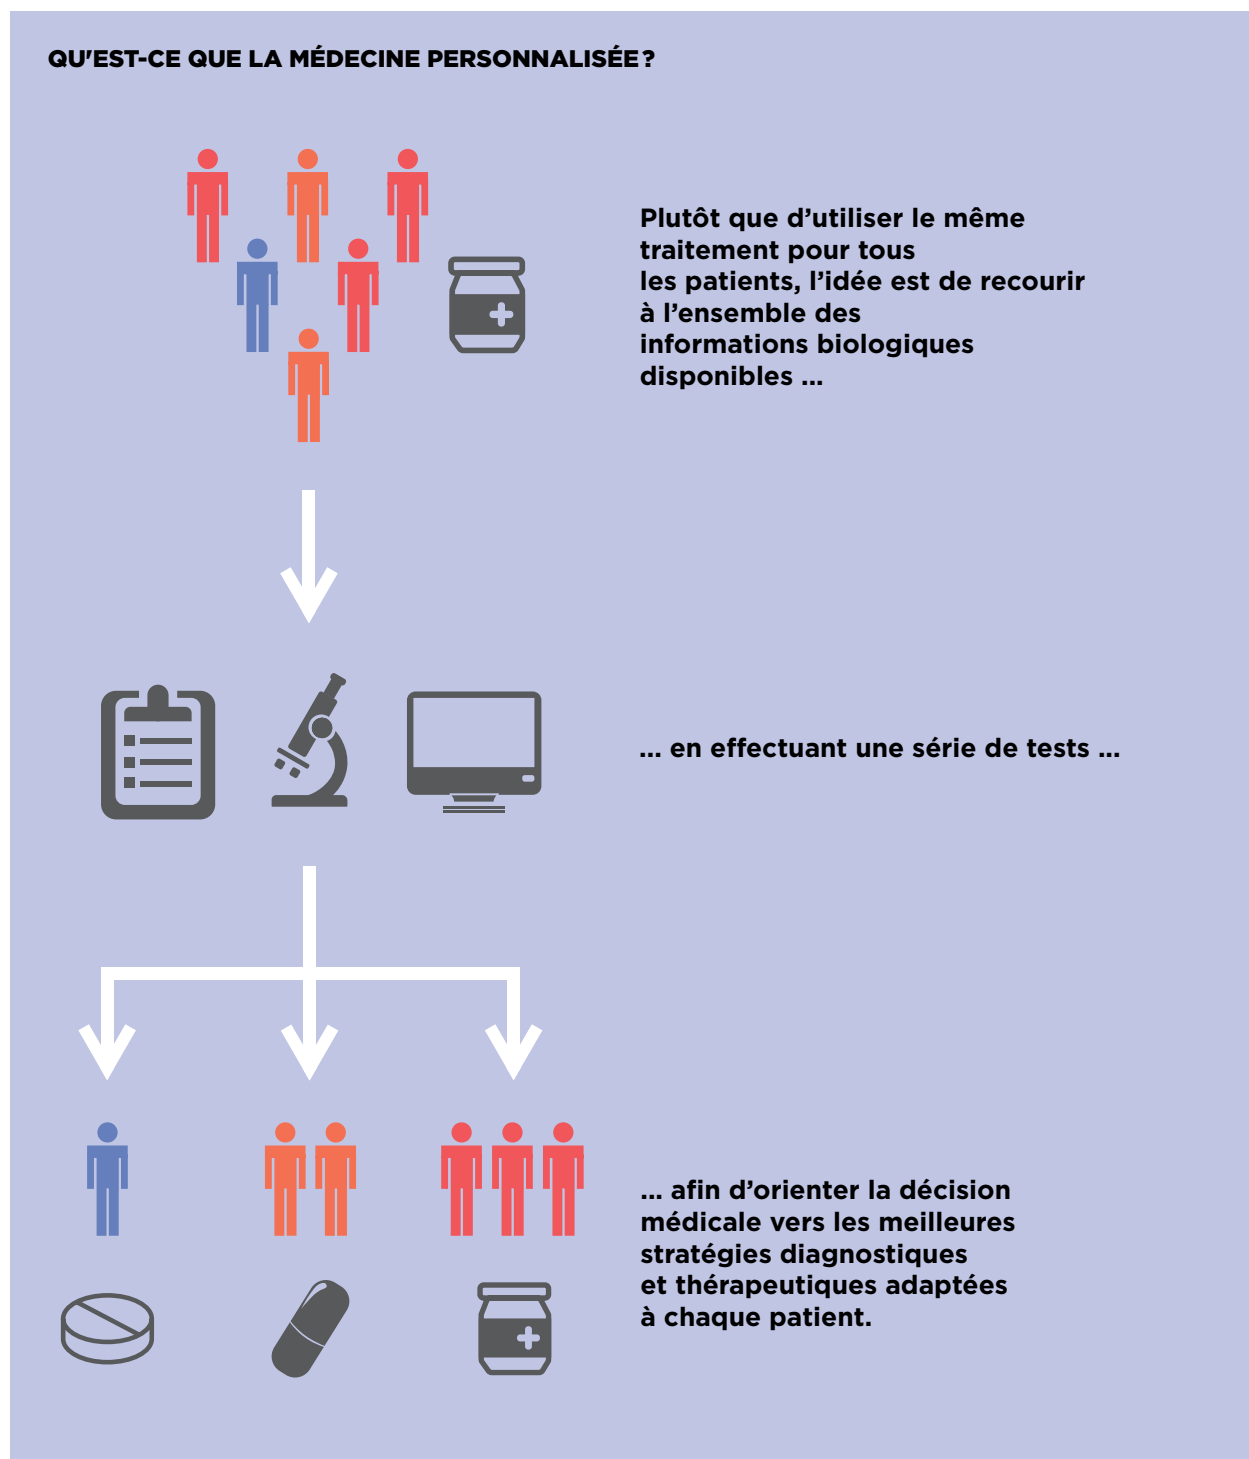 QU'EST-CE QUE LA MÉDECINE PERSONNALISÉE ?
Plutôt que d’utiliser le même
traitement pour tous
les patients, l’idée est de recourir
à l’ensemble des
informations biologiques
disponibles ...
... en effectuant une série de tests ...
... afin d’orienter la décision
médicale vers les meilleures
stratégies diagnostiques
et thérapeutiques adaptées
à chaque patient.